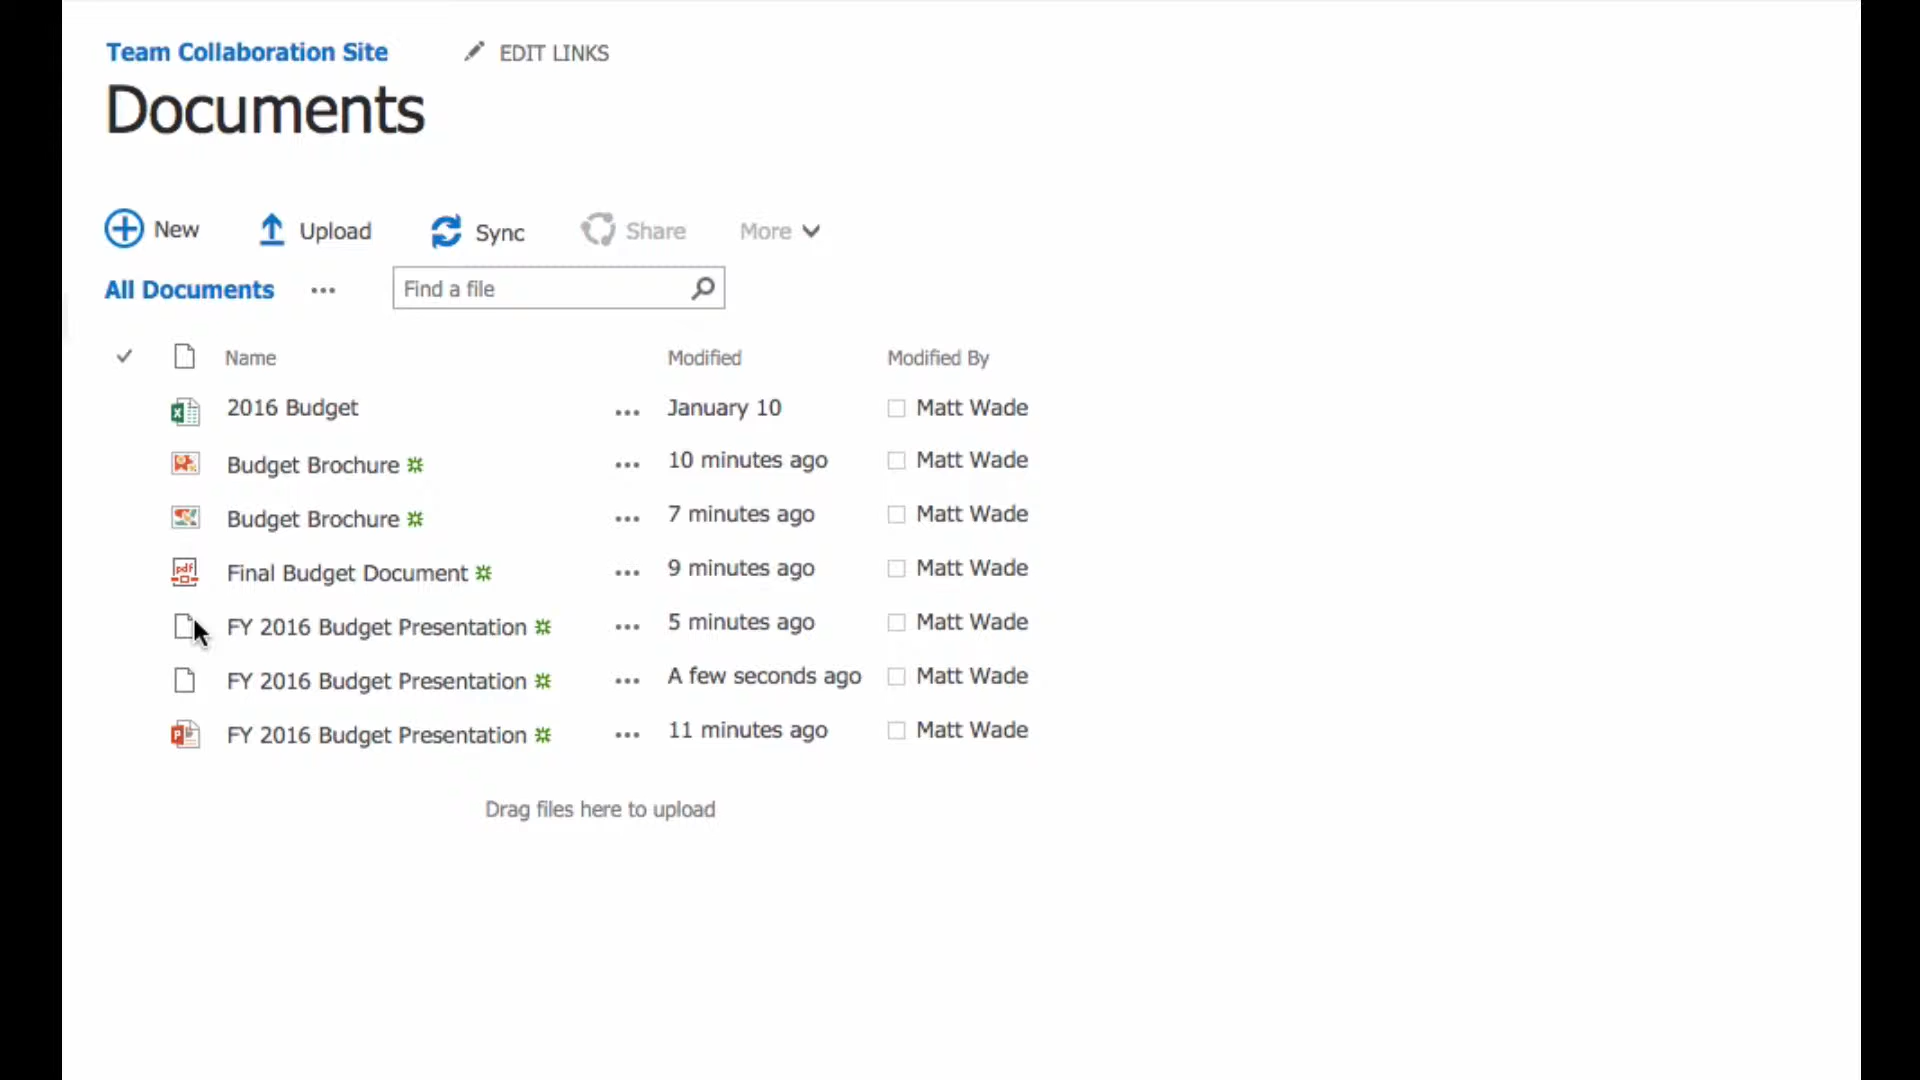 Team Collaboration Site EDIT LINKS
Documents
New Upload Sync Share More
All Documents ... Find a file
Name Modified Modified By
2016 Budget ... January 10 Matt Wade
Budget Brochure ... 10 minutes ago Matt Wade
Budget Brochure ... 7 minutes ago Matt Wade
pdf Final Budget Document ... 9 minutes ago Matt Wade
FY 2016 Budget Presentation ... 5 minutes ago Matt Wade
FY 2016 Budget Presentation ... A few seconds ago Matt Wade
FY 2016 Budget Presentation ... 11 minutes ago Matt Wade
Drag files here to upload